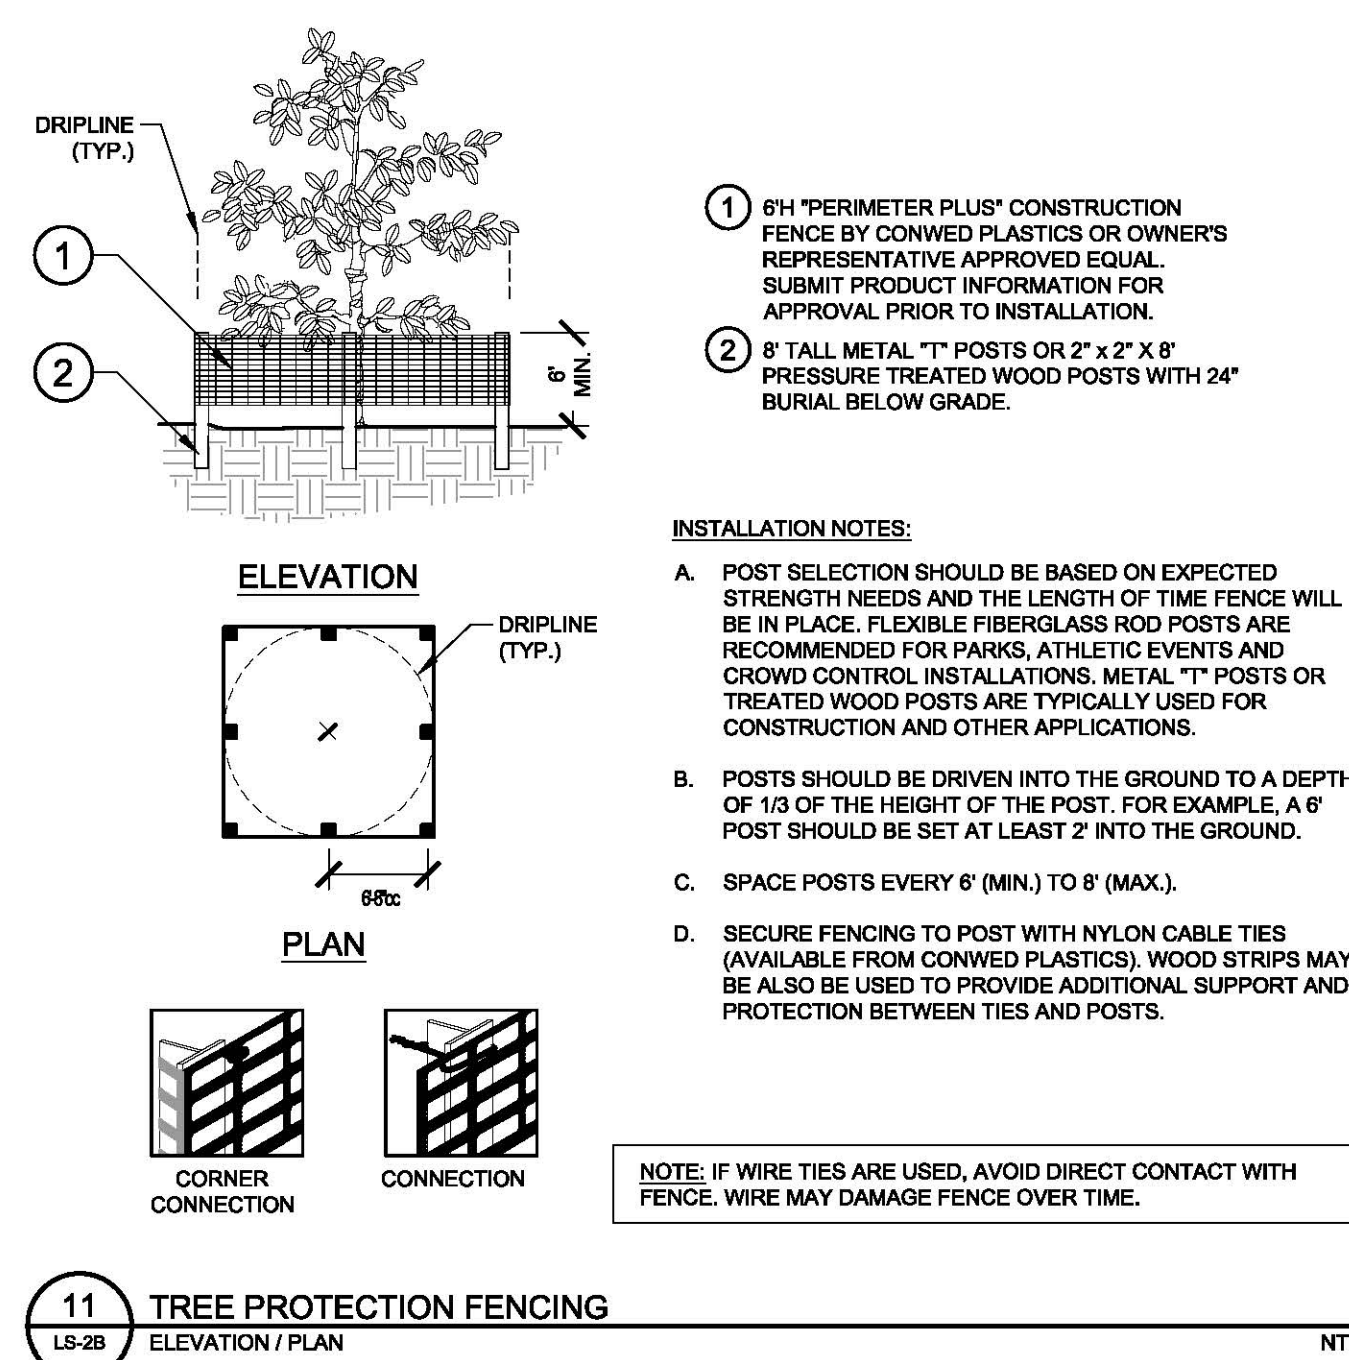 DRIPLINE
(TYP.)
1
2
6'
MIN.
ELEVATION
DRIPLINE
(TYP.)
PLAN
CORNER
CONNECTION
CONNECTION
1 6'H "PERIMETER PLUS" CONSTRUCTION
FENCE BY CONWED PLASTICS OR OWNER'S
REPRESENTATIVE APPROVED EQUAL.
SUBMIT PRODUCT INFORMATION FOR
APPROVAL PRIOR TO INSTALLATION.
2 8' TALL METAL "T" POSTS OR 2" x 2" X 8'
PRESSURE TREATED WOOD POSTS WITH 24"
BURIAL BELOW GRADE.
INSTALLATION NOTES:
A. POST SELECTION SHOULD BE BASED ON EXPECTED
STRENGTH NEEDS AND THE LENGTH OF TIME FENCE WILL
BE IN PLACE. FLEXIBLE FIBERGLASS ROD POSTS ARE
RECOMMENDED FOR PARKS, ATHLETIC EVENTS AND
CROWD CONTROL INSTALLATIONS. METAL "T" POSTS OR
TREATED WOOD POSTS ARE TYPICALLY USED FOR
CONSTRUCTION AND OTHER APPLICATIONS.
B. POSTS SHOULD BE DRIVEN INTO THE GROUND TO A DEPTH
OF 1/3 OF THE HEIGHT OF THE POST. FOR EXAMPLE, A 6'
POST SHOULD BE SET AT LEAST 2' INTO THE GROUND.
C. SPACE POSTS EVERY 6' (MIN.) TO 8' (MAX.).
D. SECURE FENCING TO POST WITH NYLON CABLE TIES
(AVAILABLE FROM CONWED PLASTICS). WOOD STRIPS MAY
BE ALSO BE USED TO PROVIDE ADDITIONAL SUPPORT AND
PROTECTION BETWEEN TIES AND POSTS.
NOTE: IF WIRE TIES ARE USED, AVOID DIRECT CONTACT WITH
FENCE. WIRE MAY DAMAGE FENCE OVER TIME.
11
LS-2B
TREE PROTECTION FENCING
ELEVATION / PLAN
NT